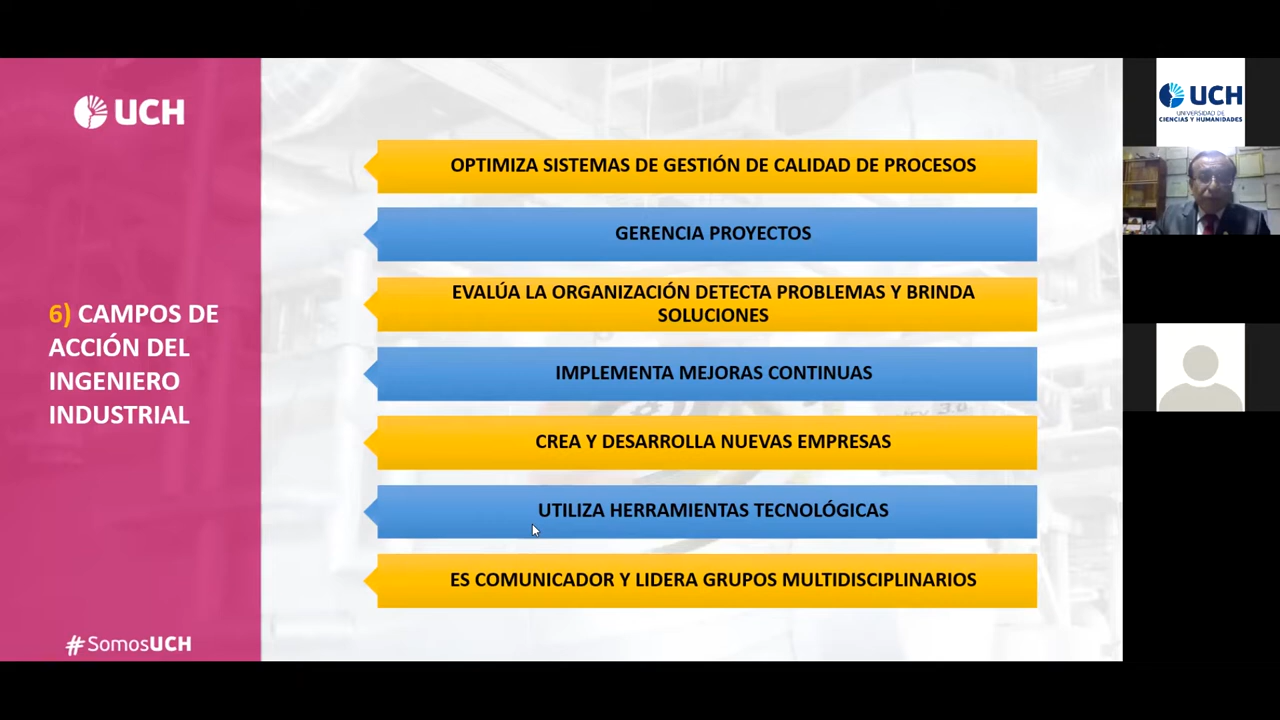 UCH
6) CAMPOS DE
ACCIÓN DEL
INGENIERO
INDUSTRIAL
#SomosUCH
OPTIMIZA SISTEMAS DE GESTIÓN DE CALIDAD DE PROCESOS
GERENCIA PROYECTOS
EVALÚA LA ORGANIZACIÓN DETECTA PROBLEMAS Y BRINDA
SOLUCIONES
IMPLEMENTA MEJORAS CONTINUAS
CREA Y DESARROLLA NUEVAS EMPRESAS
UTILIZA HERRAMIENTAS TECNOLÓGICAS
ES COMUNICADOR Y LIDERA GRUPOS MULTIDISCIPLINARIOS
UCH
UNIVERSIDAD DE
CIENCIAS Y HUMANIDADES